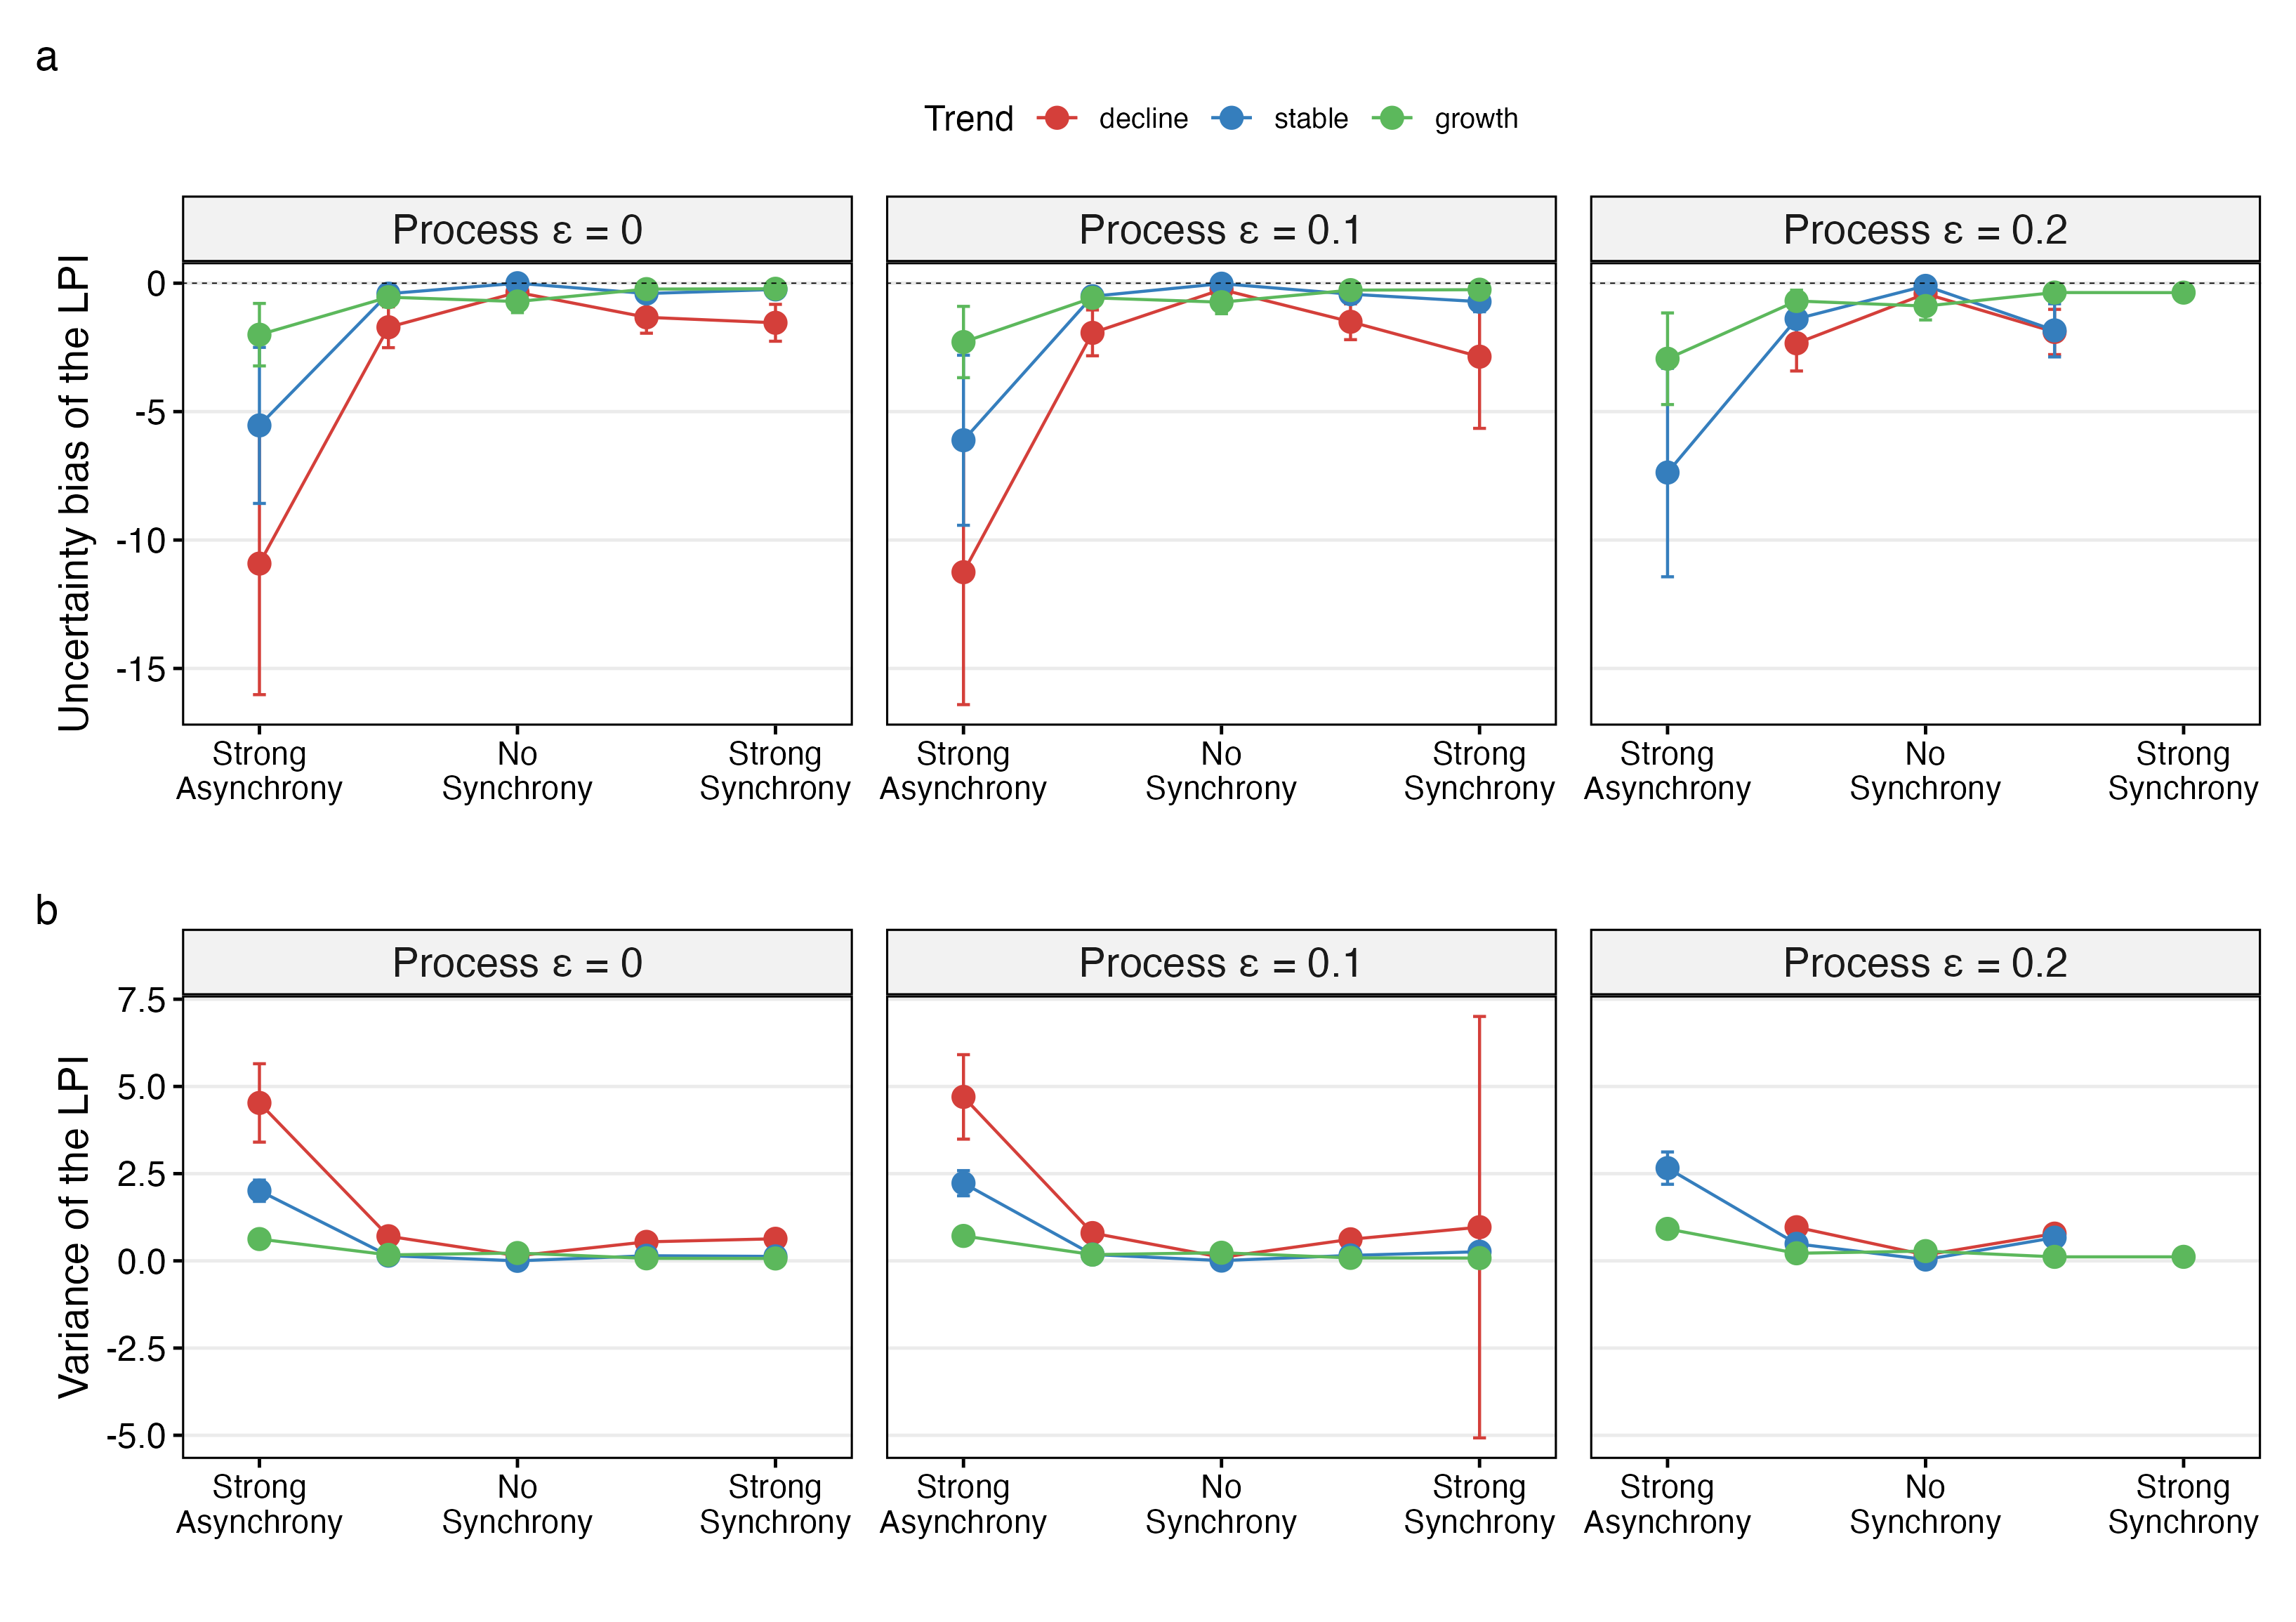 a
Trend decline stable growth
Process ε = 0 Process ε = 0.1 Process ε = 0.2
Uncertainty bias of the LPI
0
-5
-10
-15
Strong Asynchrony No Synchrony Strong Synchrony
Strong Asynchrony No Synchrony Strong Synchrony
Strong Asynchrony No Synchrony Strong Synchrony
b
Process ε = 0 Process ε = 0.1 Process ε = 0.2
Variance of the LPI
7.5
5.0
2.5
0.0
-2.5
-5.0
Strong Asynchrony No Synchrony Strong Synchrony
Strong Asynchrony No Synchrony Strong Synchrony
Strong Asynchrony No Synchrony Strong Synchrony